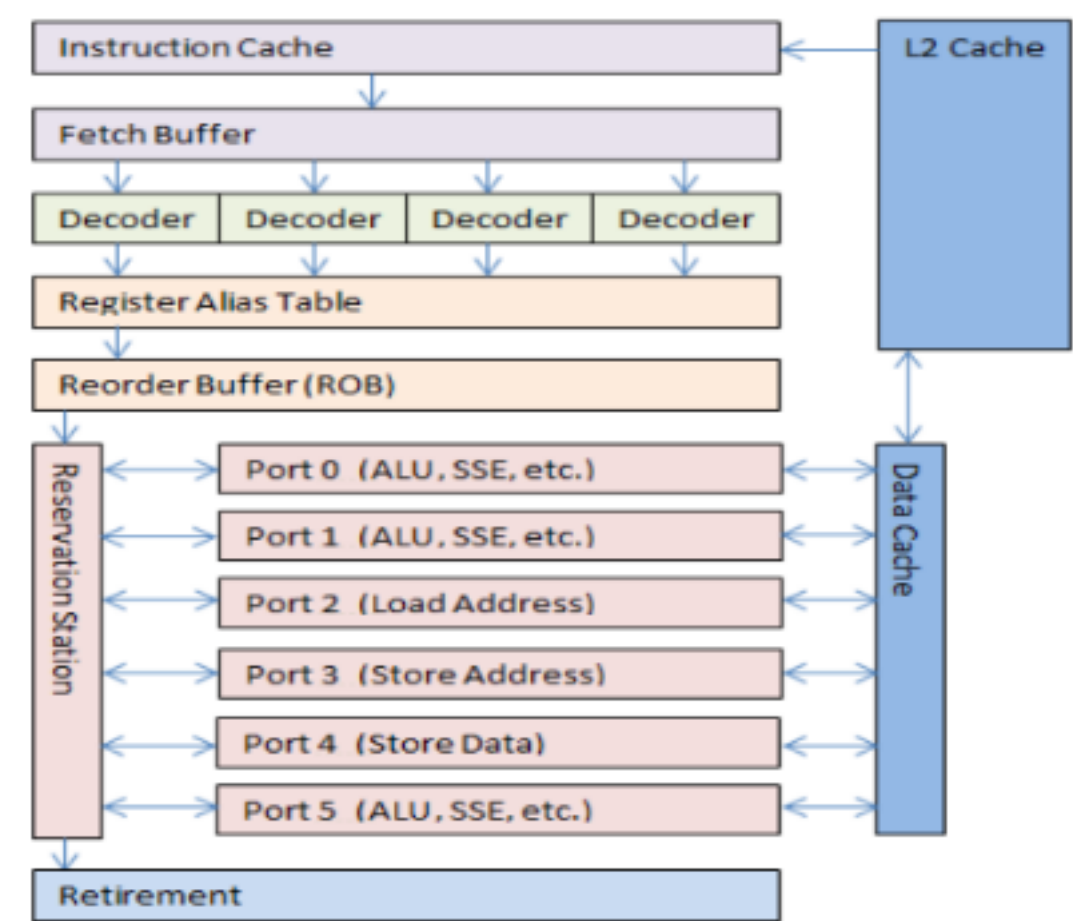 Instruction Cache
L2 Cache
Fetch Buffer
Decoder
Decoder
Decoder
Decoder
Register Alias Table
Reorder Buffer (ROB)
Reservation Station
Port 0 (ALU, SSE, etc.)
Port 1 (ALU, SSE, etc.)
Port 2 (Load Address)
Port 3 (Store Address)
Port 4 (Store Data)
Port 5 (ALU, SSE, etc.)
Data Cache
Retirement